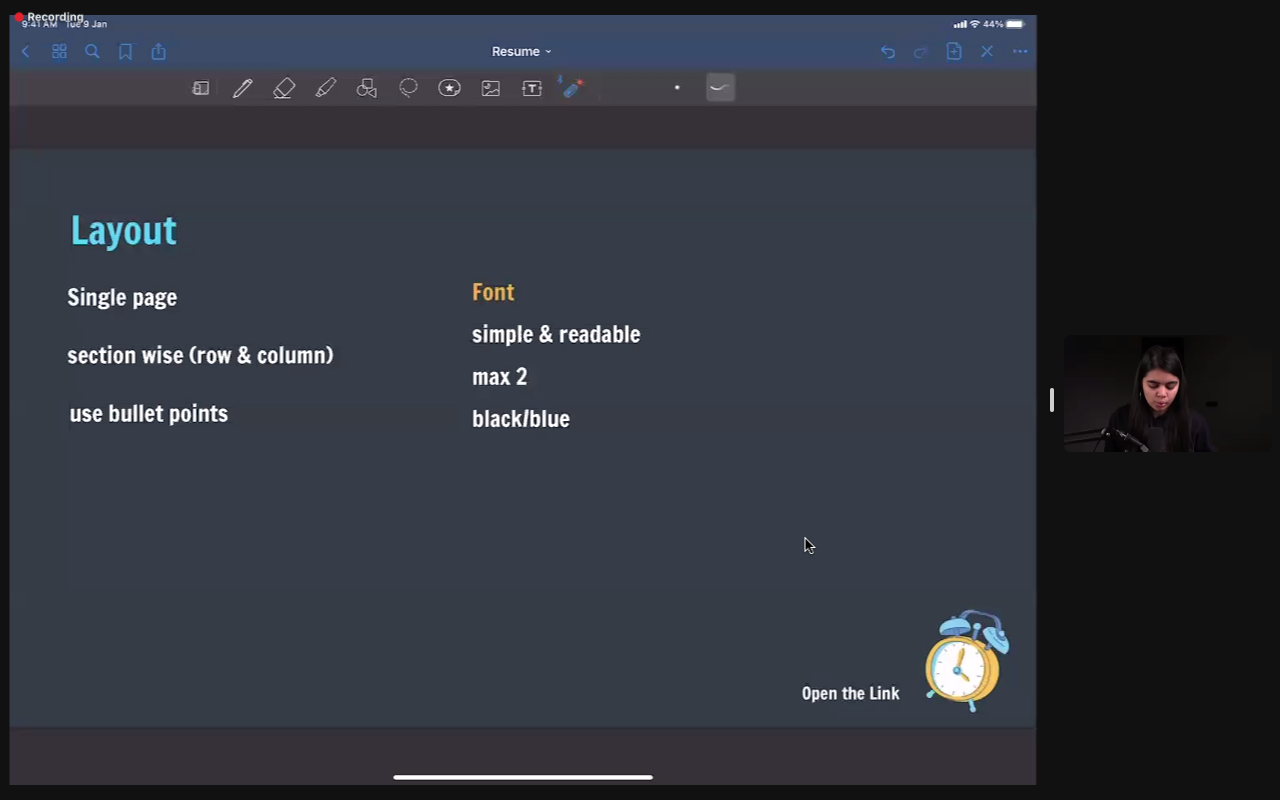 Recording
9:41 AM Tue 9 Jan
44%
Resume
T
Layout
Single page
section wise (row & column)
use bullet points
Font
simple & readable
max 2
black/blue
Open the Link